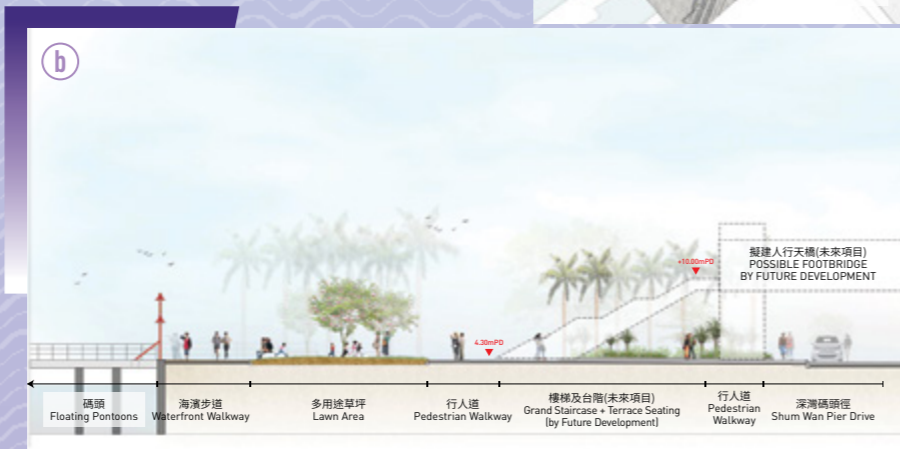 b
擬建人行天橋(未來項目)
POSSIBLE FOOTBRIDGE
BY FUTURE DEVELOPMENT
+10.00mPD
4.30mPD
碼頭
Floating Pontoons
海濱步道
Waterfront Walkway
多用途草坪
Lawn Area
行人道
Pedestrian Walkway
樓梯及台階(未來項目)
Grand Staircase + Terrace Seating
(by Future Development)
行人道
Pedestrian
Walkway
深灣碼頭徑
Shum Wan Pier Drive